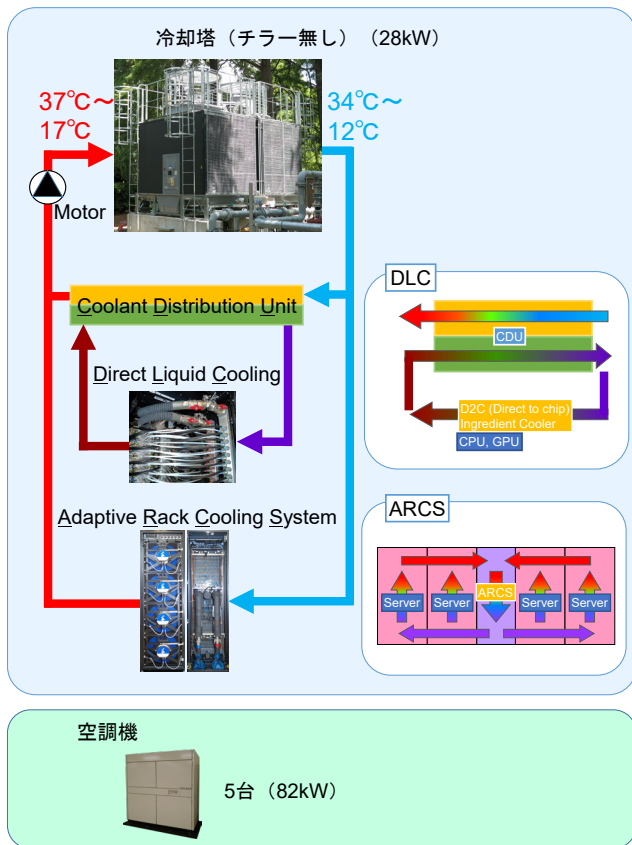 冷却塔（チラー無し）（28kW）
37℃～
17℃
34℃～
12℃
Motor
Coolant Distribution Unit
Direct Liquid Cooling
Adaptive Rack Cooling System
DLC
CDU
D2C (Direct to chip)
Ingredient Cooler
CPU, GPU
ARCS
Server
Server
ARCS
Server
Server
空調機
5台（82kW）